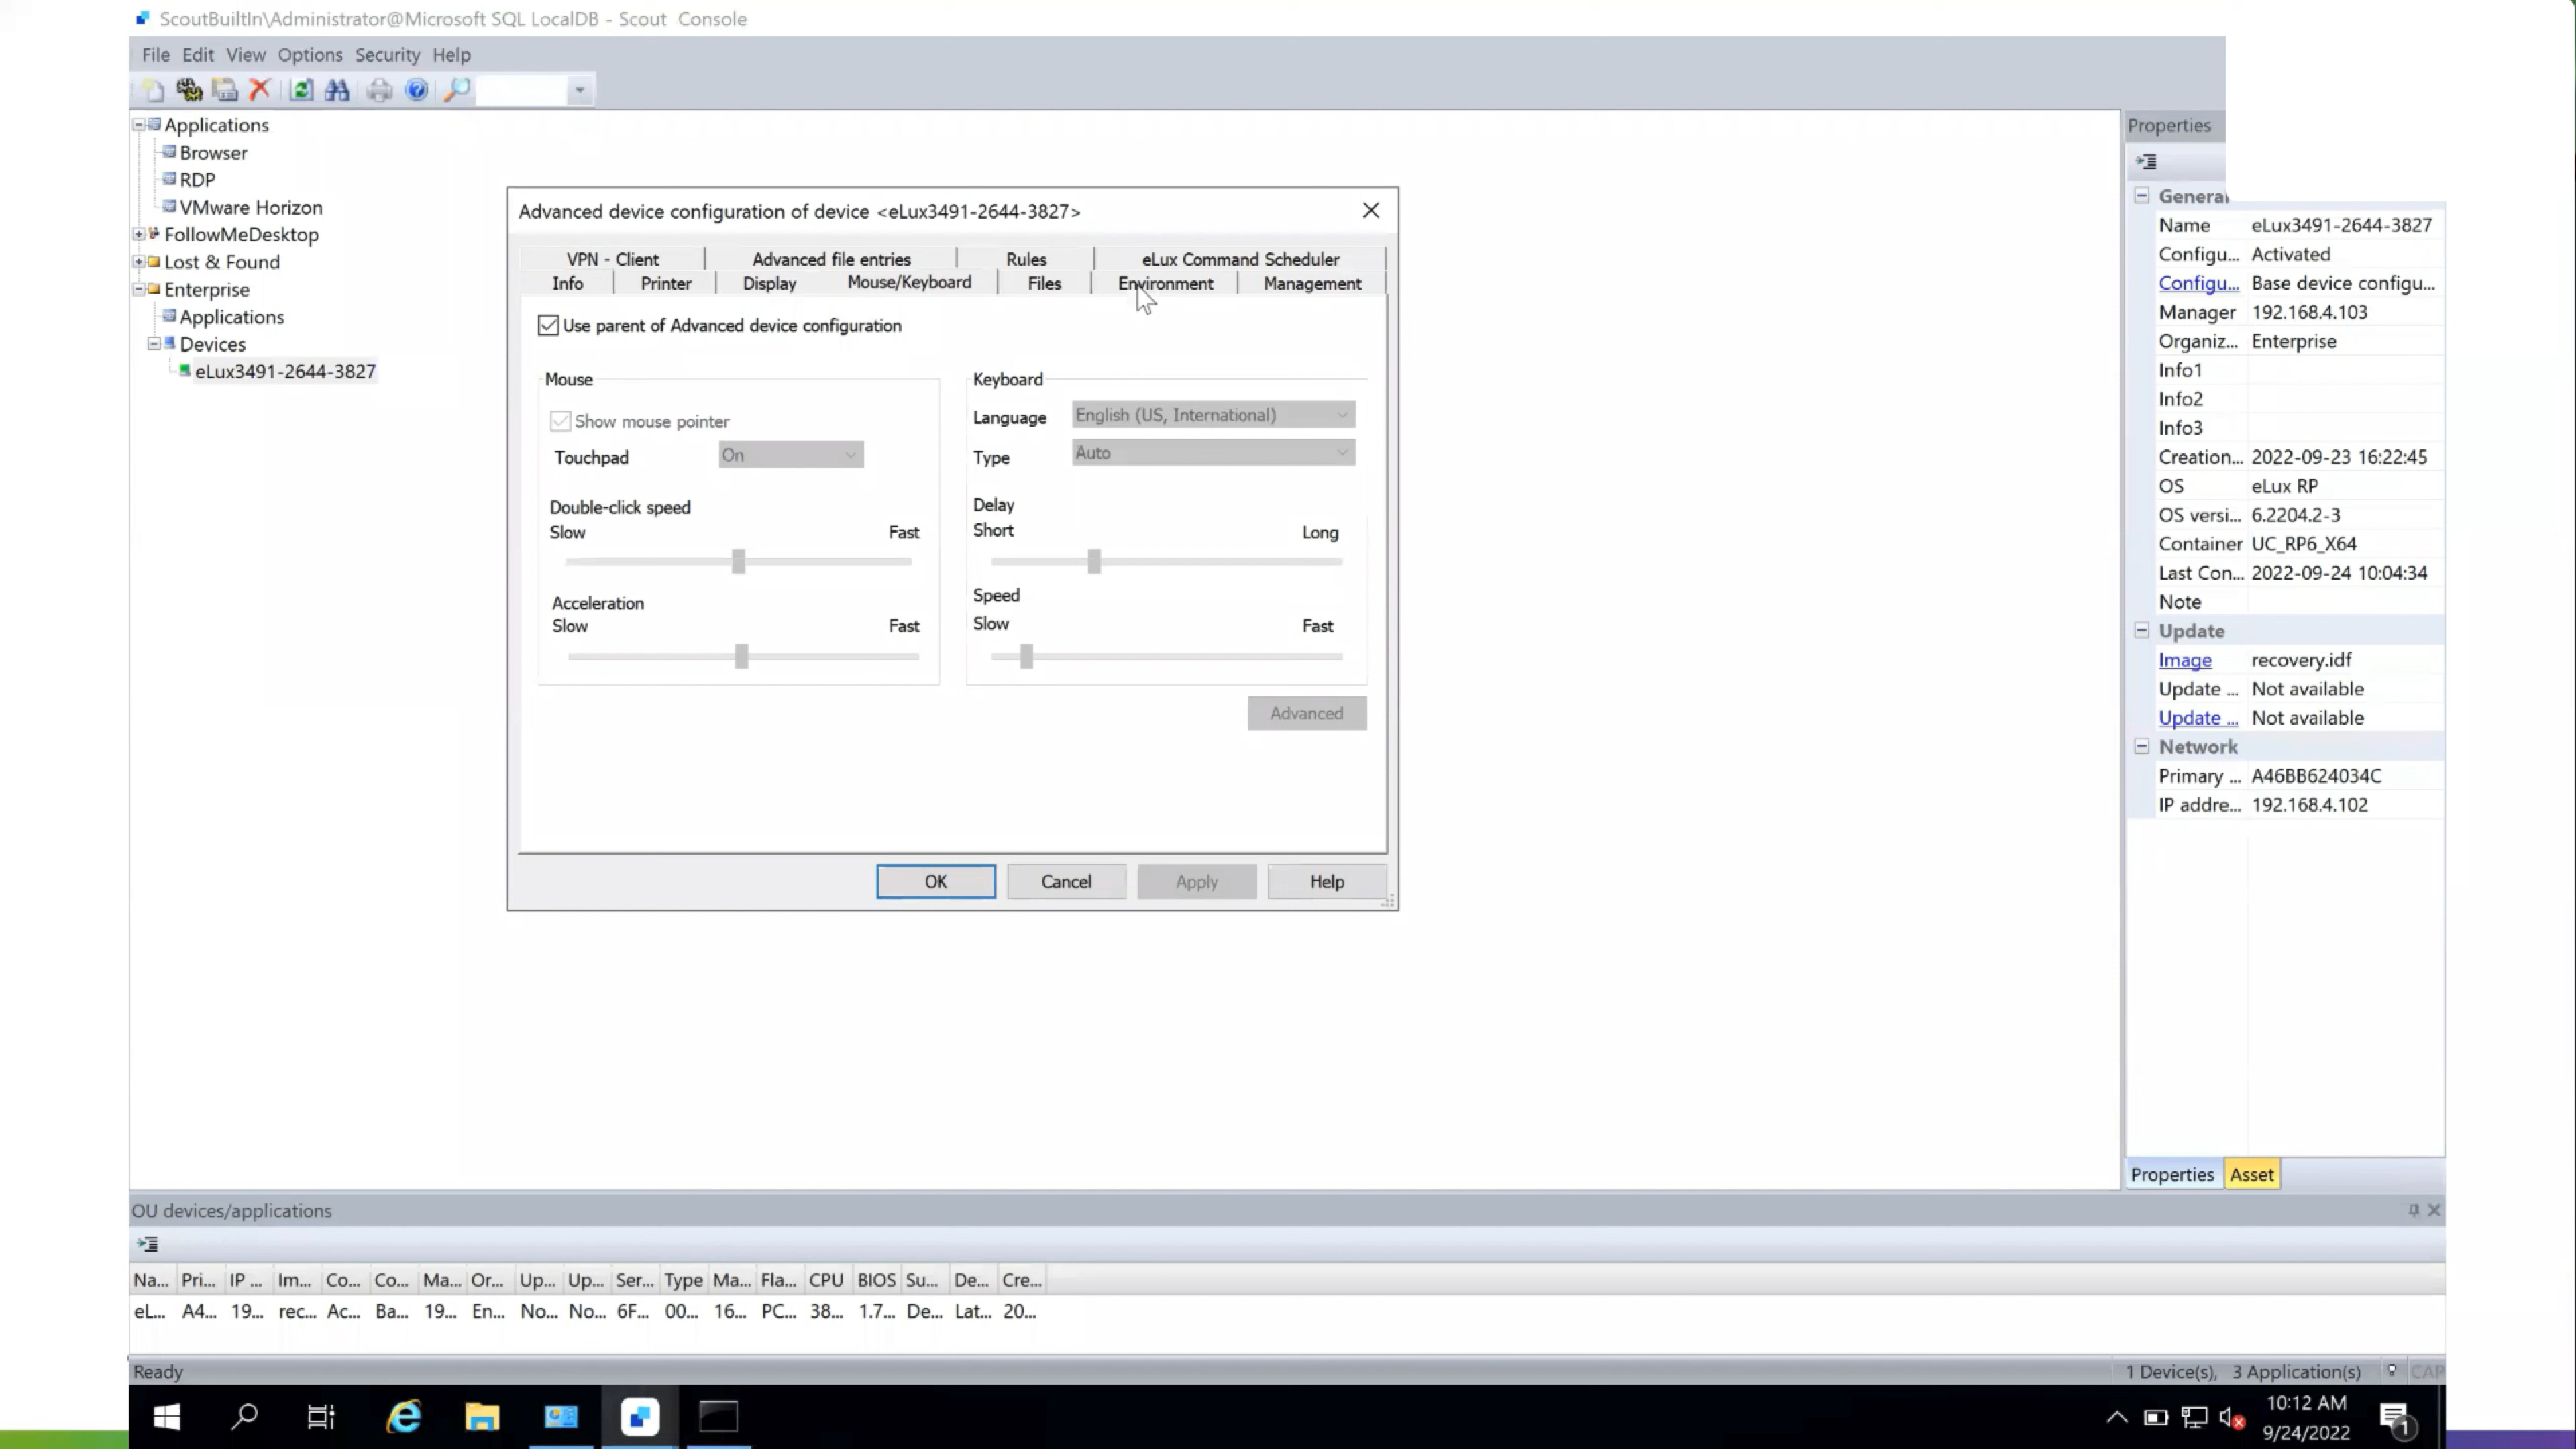 ScoutBuiltIn\Administrator@Microsoft SQL LocalDB - Scout Console
File Edit View Options Security Help
Applications
Browser
RDP
VMware Horizon
FollowMeDesktop
Lost & Found
Enterprise
Applications
Devices
eLux3491-2644-3827
Advanced device configuration of device <eLux3491-2644-3827>
VPN - Client Advanced file entries Rules eLux Command Scheduler
Info Printer Display Mouse/Keyboard Files Environment Management
Use parent of Advanced device configuration
Mouse
Show mouse pointer
Touchpad On
Double-click speed
Slow Fast
Acceleration
Slow Fast
Keyboard
Language English (US, International)
Type Auto
Delay
Short Long
Speed
Slow Fast
Advanced
OK Cancel Apply Help
Properties
General
Name eLux3491-2644-3827
Configu... Activated
Configu... Base device configu...
Manager 192.168.4.103
Organiz... Enterprise
Info1
Info2
Info3
Creation... 2022-09-23 16:22:45
OS eLux RP
OS versi... 6.2204.2-3
Container UC_RP6_X64
Last Con... 2022-09-24 10:04:34
Note
Update
Image recovery.idf
Update ... Not available
Update ... Not available
Network
Primary ... A46BB624034C
IP addre... 192.168.4.102
Properties Asset
OU devices/applications
Na... Pri... IP ... Im... Co... Co... Ma... Or... Up... Up... Ser... Type Ma... Fla... CPU BIOS Su... De... Cre...
eL... A4... 19... rec... Ac... Ba... 19... En... No... No... 6F... 00... 16... PC... 38... 1.7... De... Lat... 20...
Ready
1 Device(s), 3 Application(s) CAP
10:12 AM
9/24/2022
1